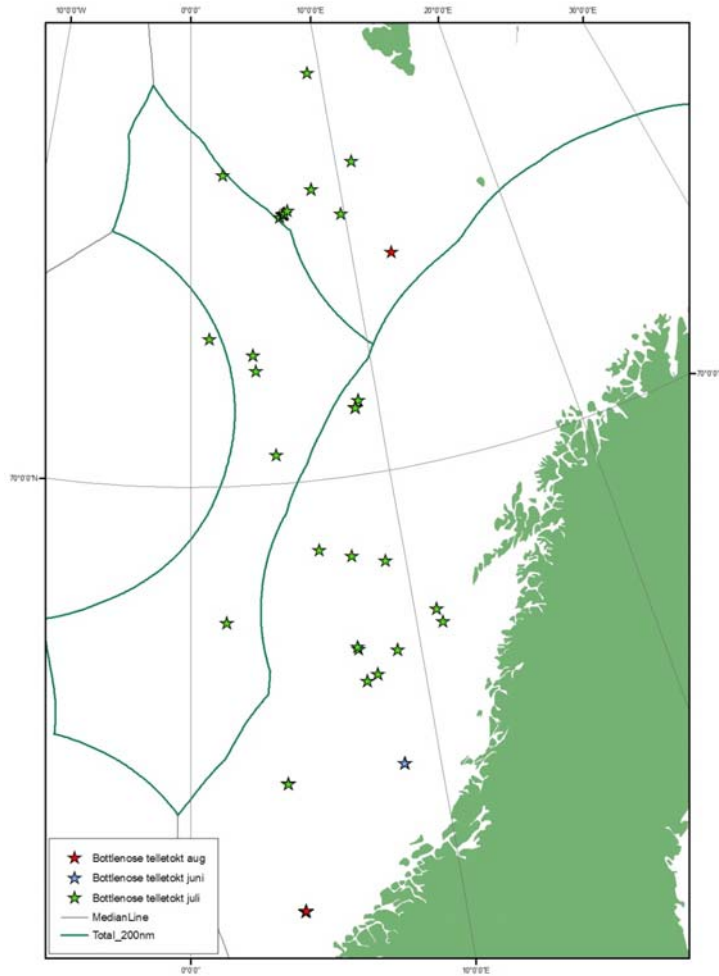 10°0'0"W 0°0'0" 10°0'0"E 20°0'0"E 30°0'0"E
70°0'0"
70°0'0"N
Bottlenose telletokt aug
Bottlenose telletokt juni
Bottlenose telletokt juli
MedianLine
Total_200nm
0°0'0" 10°0'0"E